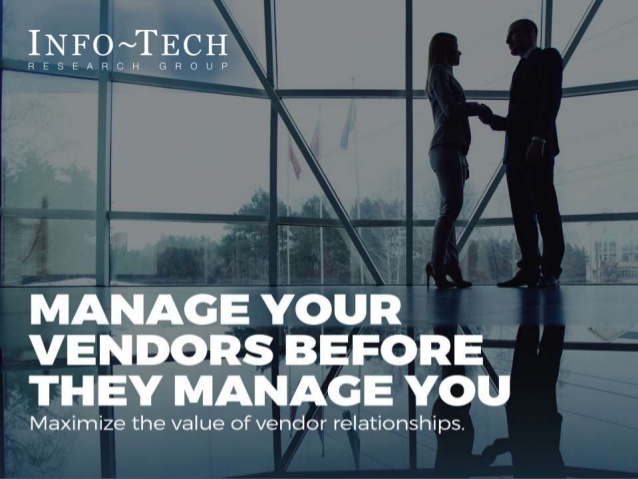 INFO~TECH
RESEARCH GROUP
MANAGE YOUR
VENDORS BEFORE
THEY MANAGE YOU
Maximize the value of vendor relationships.